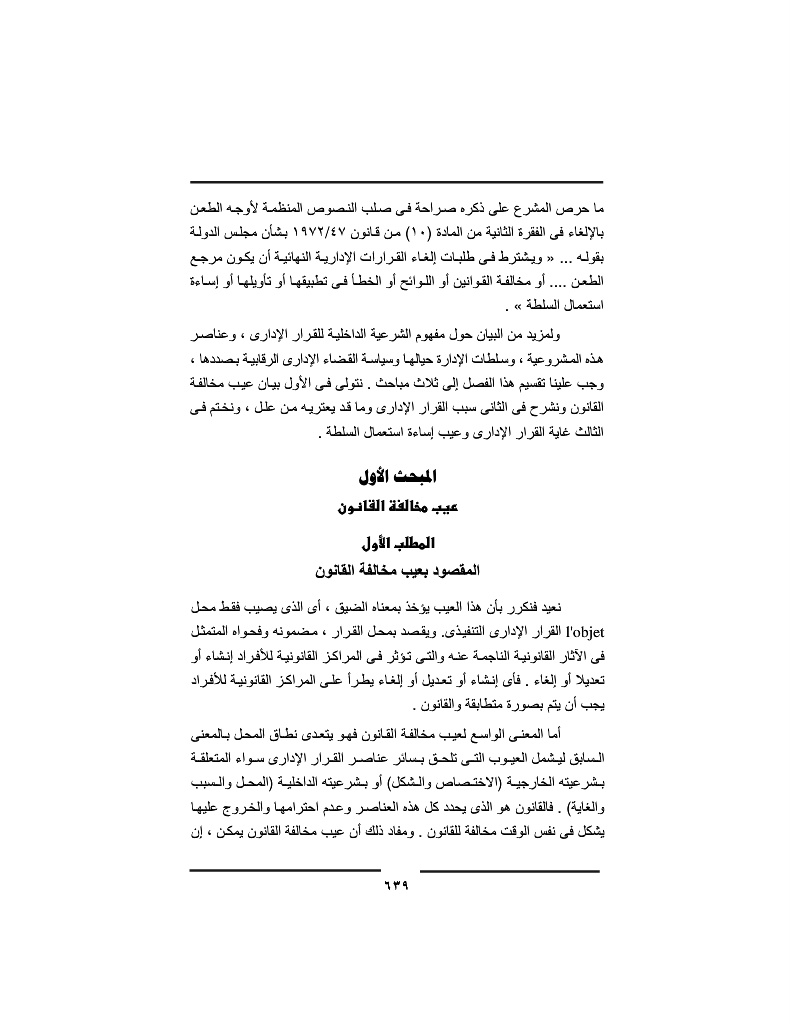 ما حرص المشرع على ذكره صراحة فى صلب النصوص المنظمة لأوجه الطعن
بالإلغاء فى الفقرة الثانية من المادة (١٠) من قانون ١٩٧٢/٤٧ بشأن مجلس الدولة
بقوله ... « ويشترط فى طلبات إلغاء القرارات الإدارية النهائية أن يكون مرجع
الطعن .... أو مخالفة القوانين أو اللوائح أو الخطأ فى تطبيقها أو تأويلها أو إساءة
استعمال السلطة » .
ولمزيد من البيان حول مفهوم الشرعية الداخلية للقرار الإدارى ، وعناصر
هذه المشروعية ، وسلطات الإدارة حيالها وسياسة القضاء الإدارى الرقابية بصددها ،
وجب علينا تقسيم هذا الفصل إلى ثلاث مباحث . نتولى فى الأول بيان عيب مخالفة
القانون ونشرح فى الثانى سبب القرار الإدارى وما قد يعتريه من علل ، ونختم فى
الثالث غاية القرار الإدارى وعيب إساءة استعمال السلطة .
المبحث الأول
عيب مخالفة القانون
المطلب الأول
المقصود بعيب مخالفة القانون
نعيد فنكرر بأن هذا العيب يؤخذ بمعناه الضيق ، أى الذى يصيب فقط محل
l'objet القرار الإدارى التنفيذى. ويقصد بمحل القرار ، مضمونه وفحواه المتمثل
فى الآثار القانونية الناجمة عنه والتى تؤثر فى المراكز القانونية للأفراد إنشاء أو
تعديلا أو إلغاء . فأى إنشاء أو تعديل أو إلغاء يطرأ على المراكز القانونية للأفراد
يجب أن يتم بصورة متطابقة والقانون .
أما المعنى الواسع لعيب مخالفة القانون فهو يتعدى نطاق المحل بالمعنى
السابق ليشمل العيوب التى تلحق بسائر عناصر القرار الإدارى سواء المتعلقة
بشرعيته الخارجية (الاختصاص والشكل) أو بشرعيته الداخلية (المحل والسبب
والغاية) . فالقانون هو الذى يحدد كل هذه العناصر وعدم احترامها والخروج عليها
يشكل فى نفس الوقت مخالفة للقانون . ومفاد ذلك أن عيب مخالفة القانون يمكن ، إن
٦٣٩